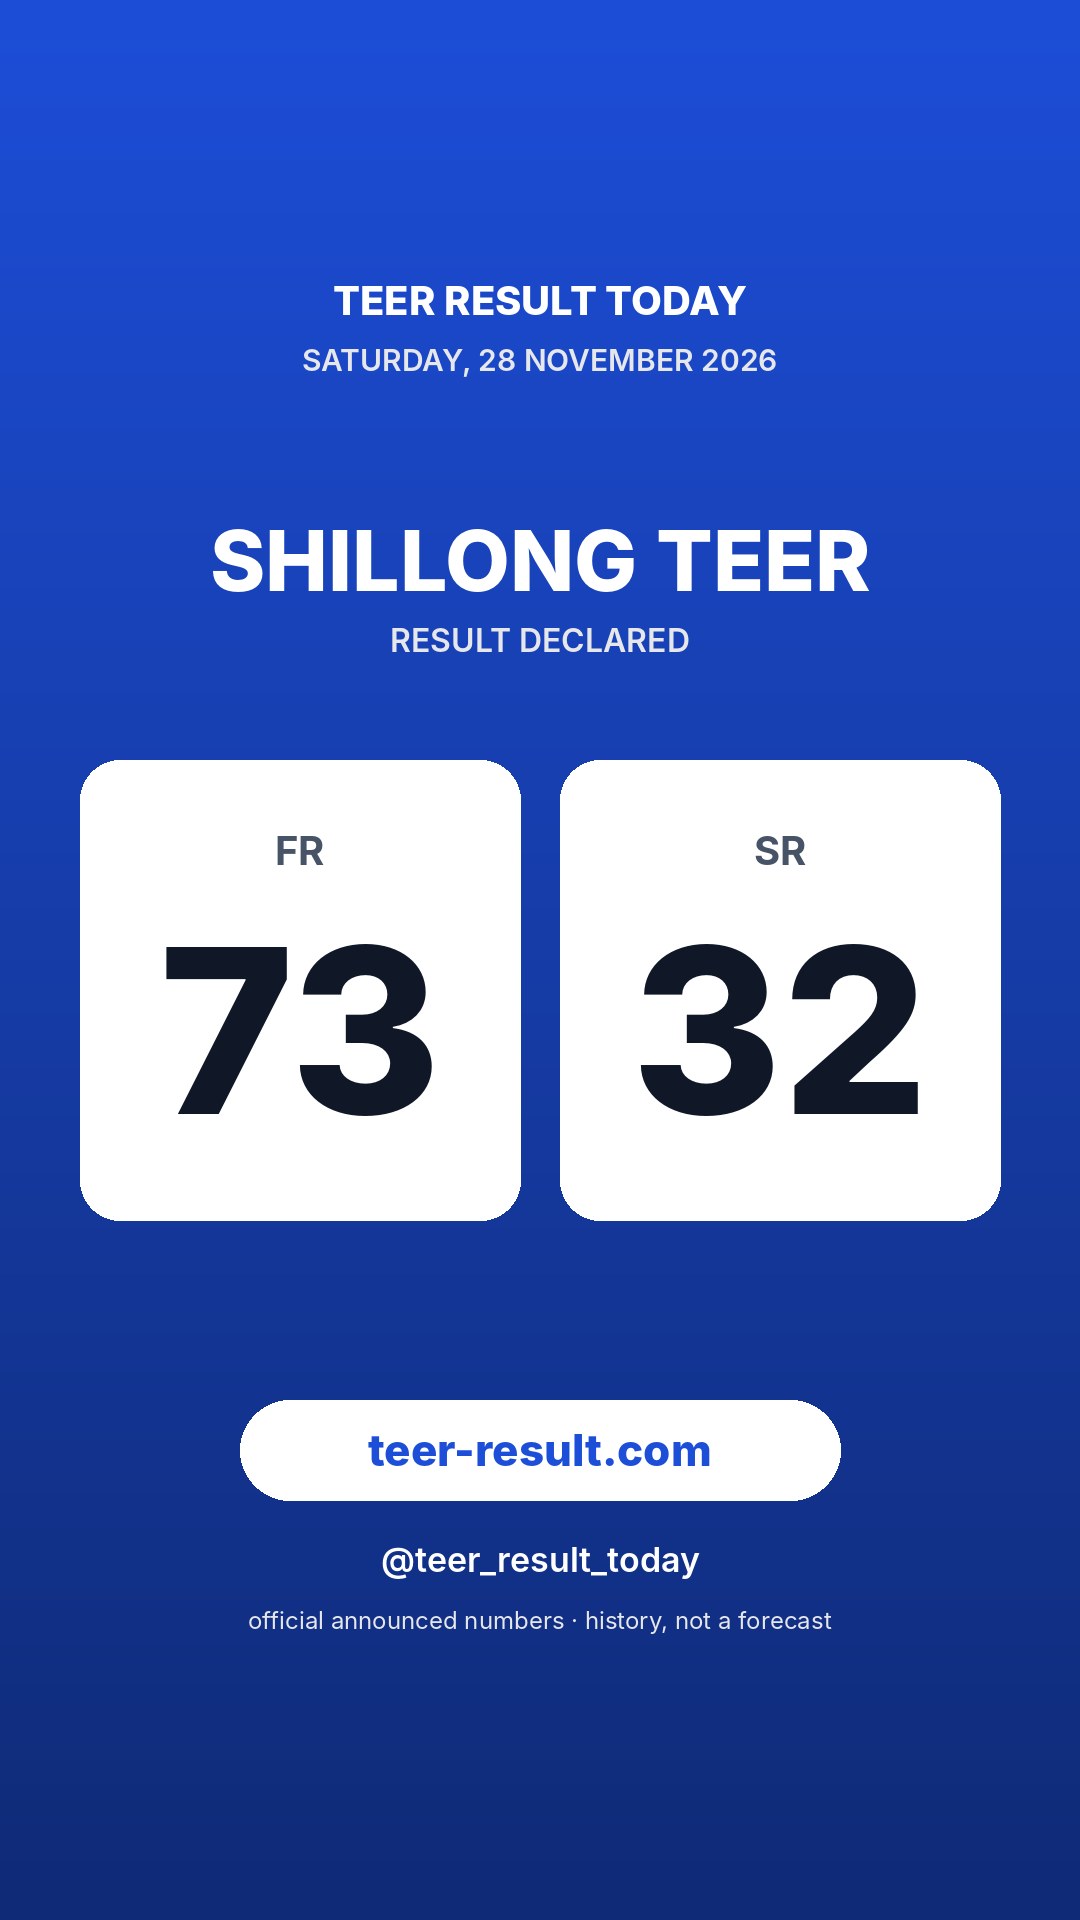 TEER RESULT TODAY
SATURDAY, 28 NOVEMBER 2026
SHILLONG TEER
RESULT DECLARED
FR
73
SR
32
teer-result.com
@teer_result_today
official announced numbers · history, not a forecast